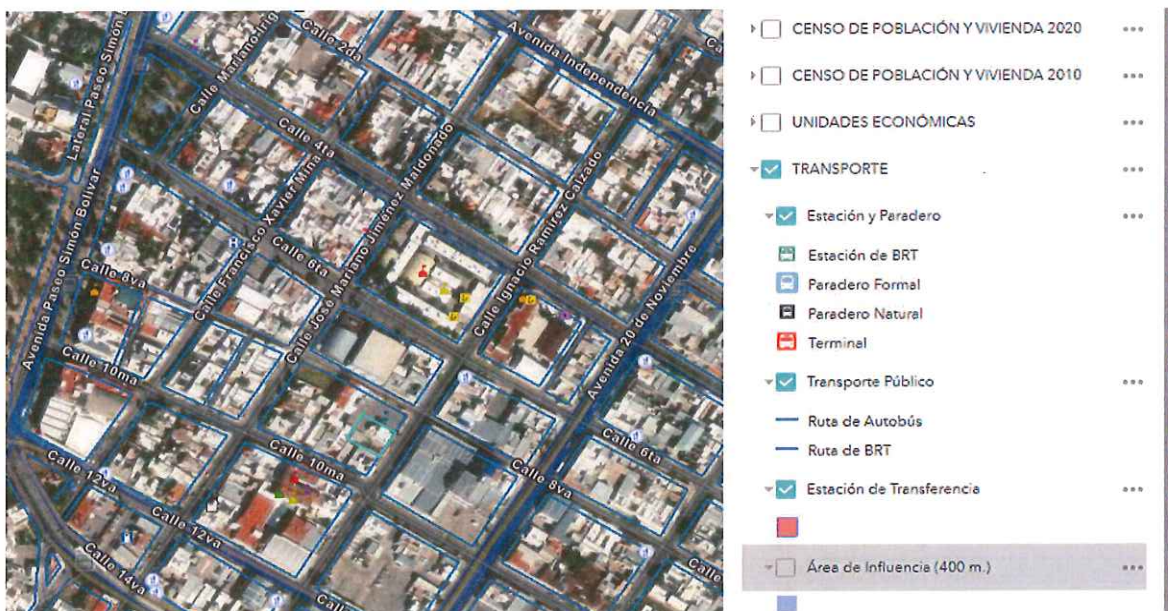 Lateral Paseo Simón
Calle Mariano
Calle 2da
Avenida Independencia
Calle 4ta
Calle José Mariano Jiménez Maldonado
Calle Ignacio Ramírez Calzado
Avenida 20 de Noviembre
Avenida Paseo Simón Bolívar
Calle 8va
Calle Francisco Xavier Mina
Calle 6ta
H
Calle 10ma
Calle 10ma
Calle 6ta
Calle 8va
Calle 12va
Calle 12va
Calle 14va
Calle
CENSO DE POBLACIÓN Y VIVIENDA 2020
CENSO DE POBLACIÓN Y VIVIENDA 2010
UNIDADES ECONÓMICAS
TRANSPORTE
Estación y Paradero
Estación de BRT
Paradero Formal
Paradero Natural
Terminal
Transporte Público
Ruta de Autobús
Ruta de BRT
Estación de Transferencia
Área de Influencia (400 m.)